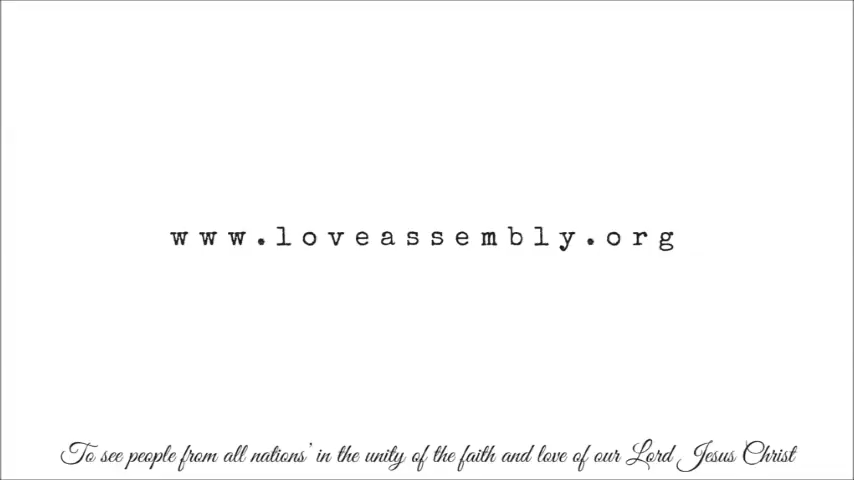 www.loveassembly.org
To see people from all nations' in the unity of the faith and love of our Lord Jesus Christ